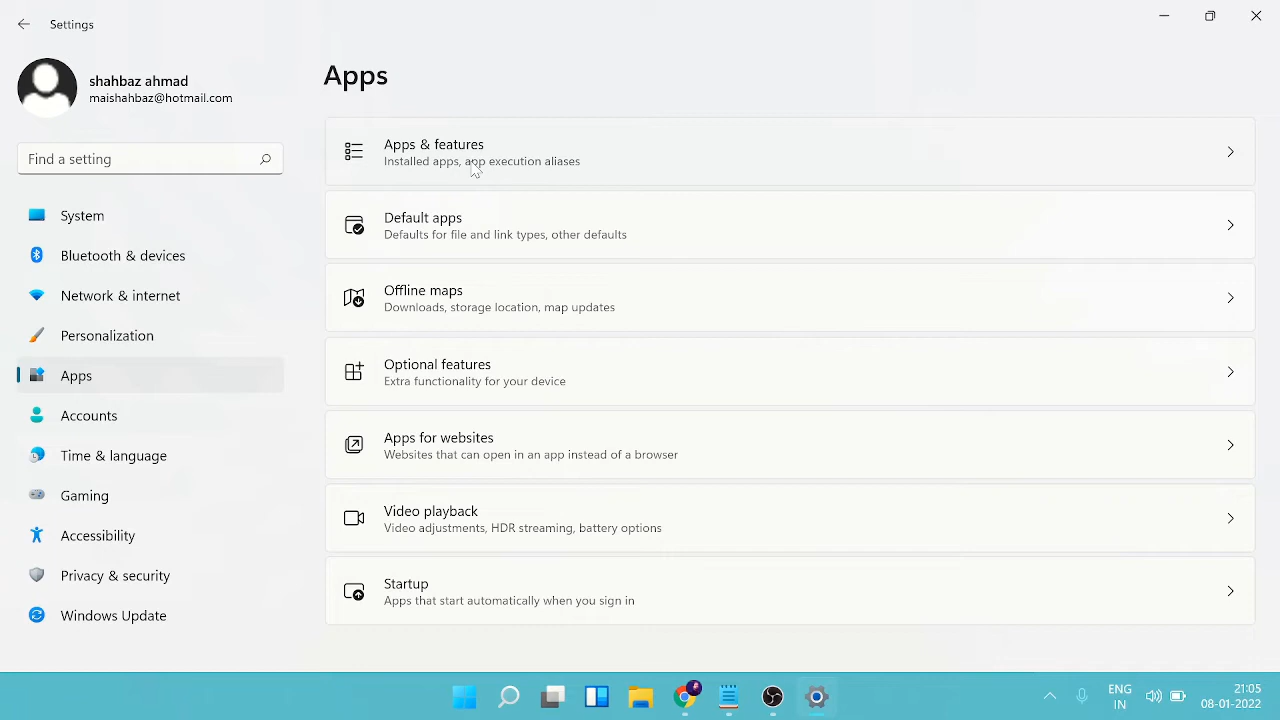 Settings
shahbaz ahmad
maishahbaz@hotmail.com
Find a setting
System
Bluetooth & devices
Network & internet
Personalization
Apps
Accounts
Time & language
Gaming
Accessibility
Privacy & security
Windows Update
Apps
Apps & features
Installed apps, app execution aliases
Default apps
Defaults for file and link types, other defaults
Offline maps
Downloads, storage location, map updates
Optional features
Extra functionality for your device
Apps for websites
Websites that can open in an app instead of a browser
Video playback
Video adjustments, HDR streaming, battery options
Startup
Apps that start automatically when you sign in
ENG
IN
21:05
08-01-2022